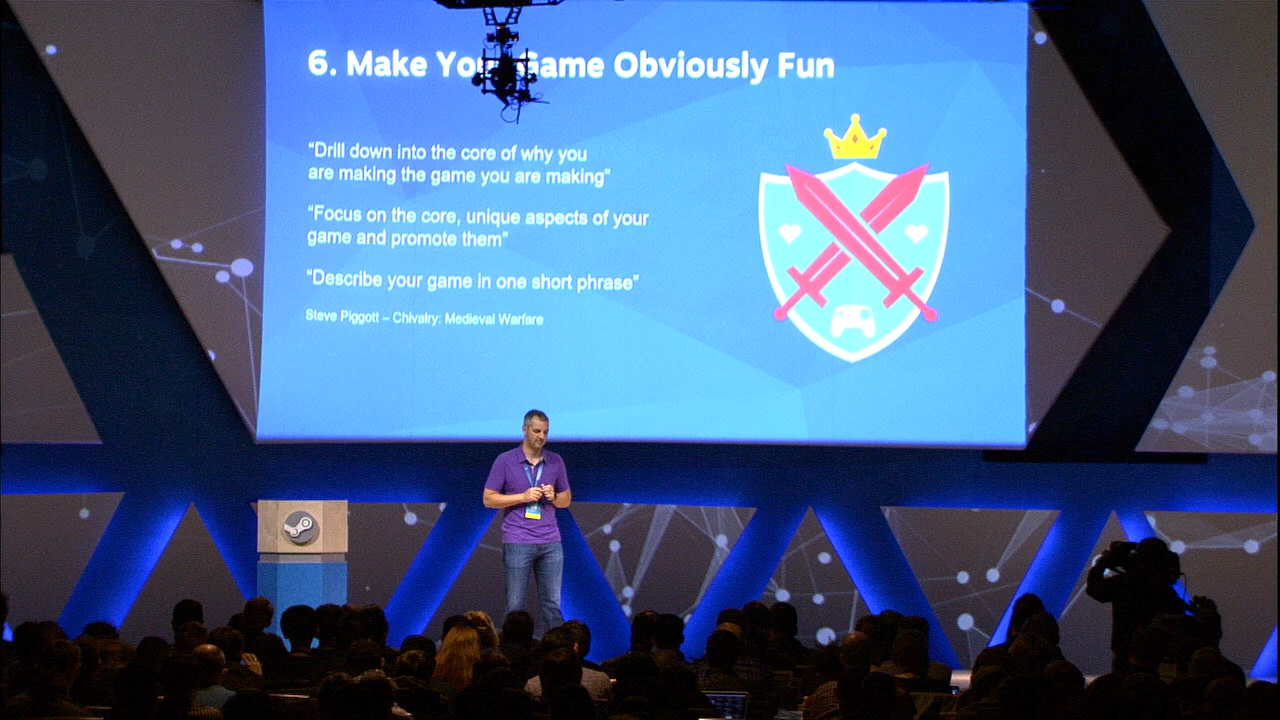 6. Make You Game Obviously Fun
“Drill down into the core of why you
are making the game you are making”
“Focus on the core, unique aspects of your
game and promote them”
“Describe your game in one short phrase”
Steve Piggott – Chivalry: Medieval Warfare